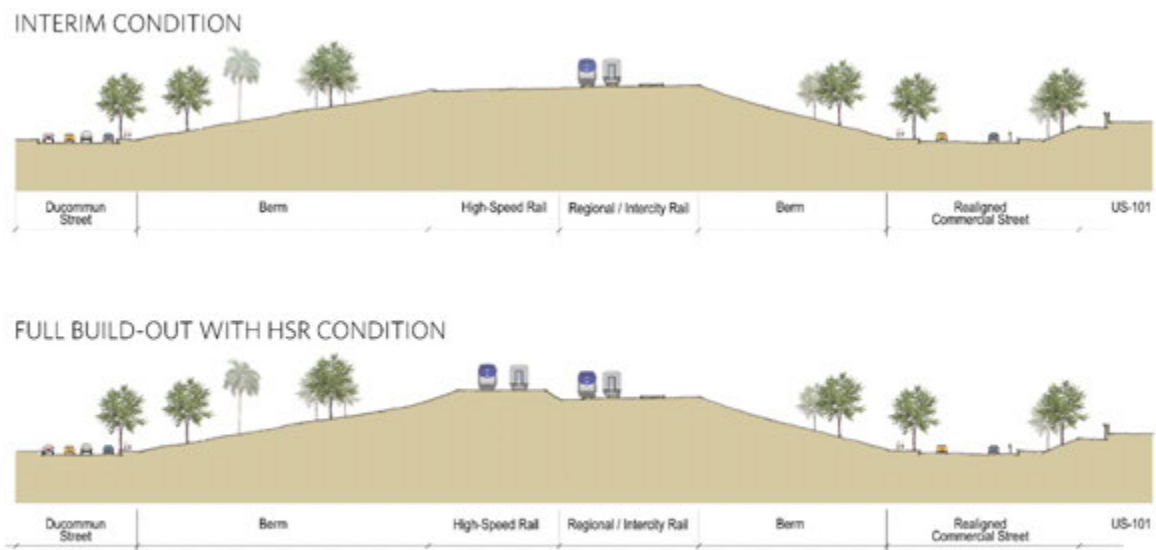 INTERIM CONDITION
Ducommun Street
Berm
High-Speed Rail
Regional / Intercity Rail
Berm
Realigned Commercial Street
US-101
FULL BUILD-OUT WITH HSR CONDITION
Ducommun Street
Berm
High-Speed Rail
Regional / Intercity Rail
Berm
Realigned Commercial Street
US-101